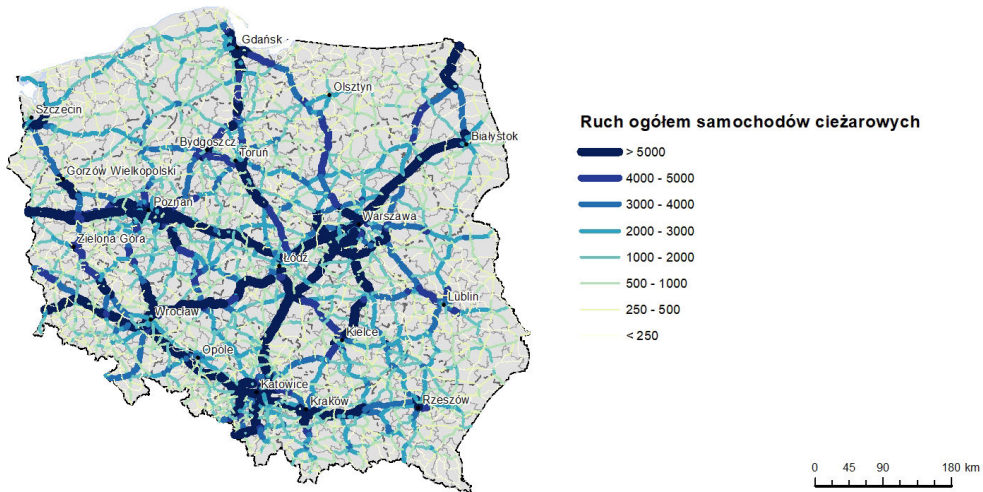 Gdańsk
Olsztyn
Szczecin
Białystok
Bydgoszcz
Toruń
Gorzów Wielkopolski
Poznań
Warszawa
Zielona Góra
Łódź
Lublin
Wrocław
Kielce
Opole
Katowice
Kraków
Rzeszów
Ruch ogółem samochodów cieżarowych
> 5000
4000 - 5000
3000 - 4000
2000 - 3000
1000 - 2000
500 - 1000
250 - 500
< 250
0 45 90 180 km